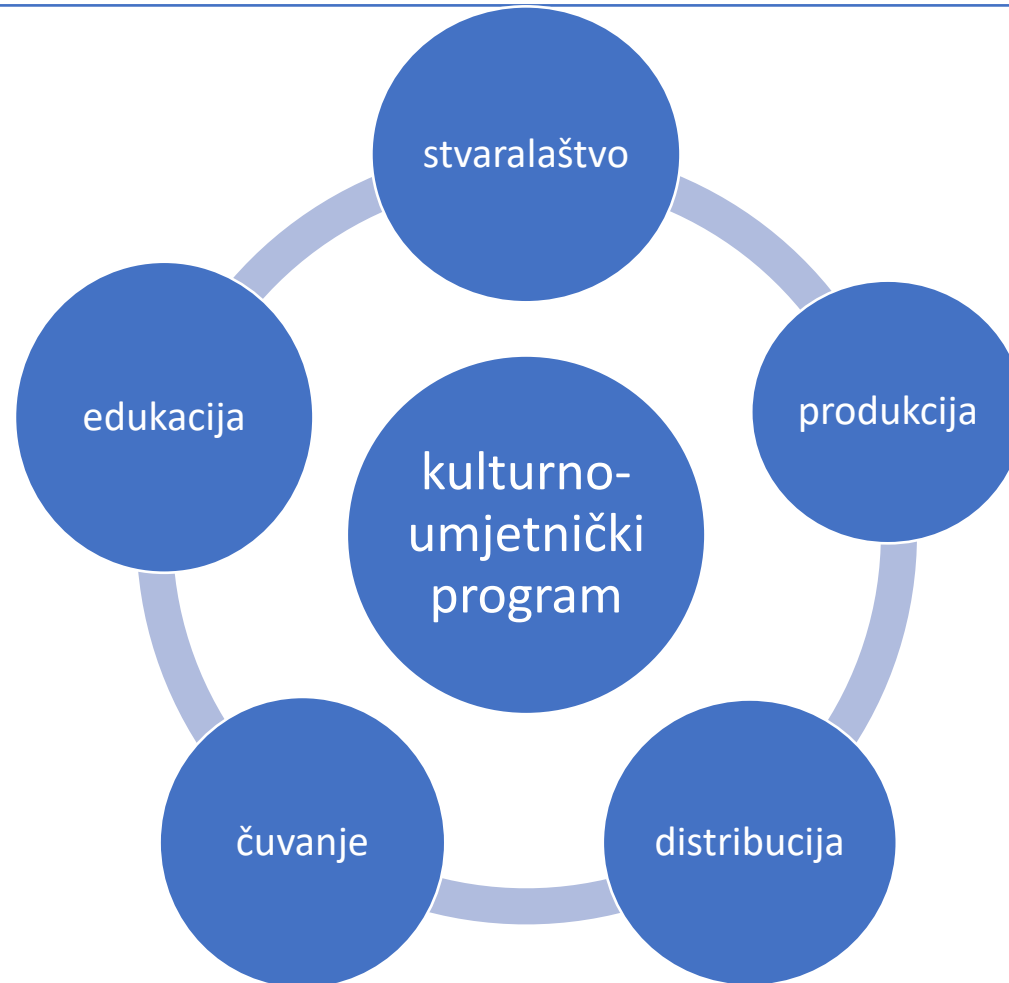 stvaralaštvo
produkcija
distribucija
čuvanje
edukacija
kulturno-
umjetnički
program